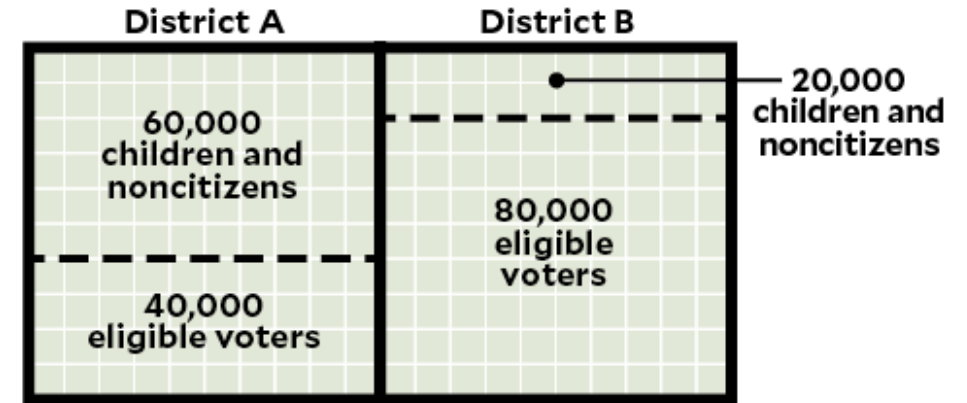 District A
District B
60,000
children and
noncitizens
40,000
eligible voters
80,000
eligible
voters
20,000
children and
noncitizens